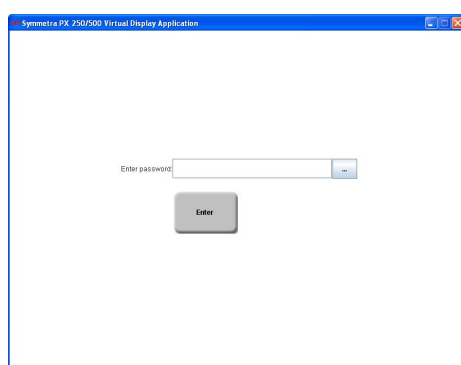 Symmetra PX 250/500 Virtual Display Application
Enter password:
...
Enter